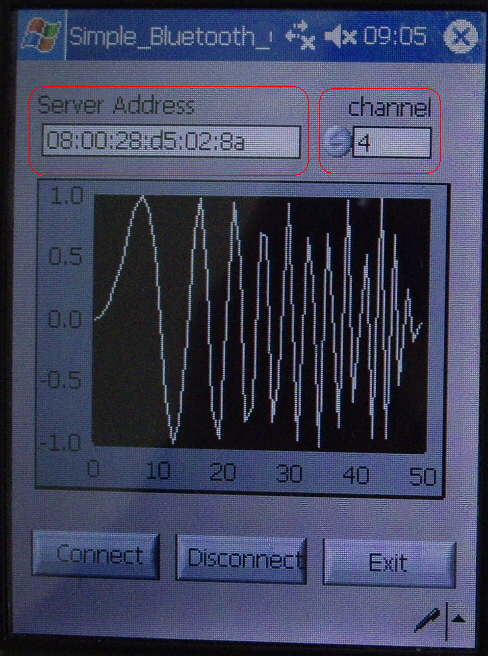 Simple_Bluetooth_ 09:05
Server Address
channel
08:00:28:d5:02:8a
4
1.0
0.5
0.0
-0.5
-1.0
0 10 20 30 40 50
Connect Disconnect Exit